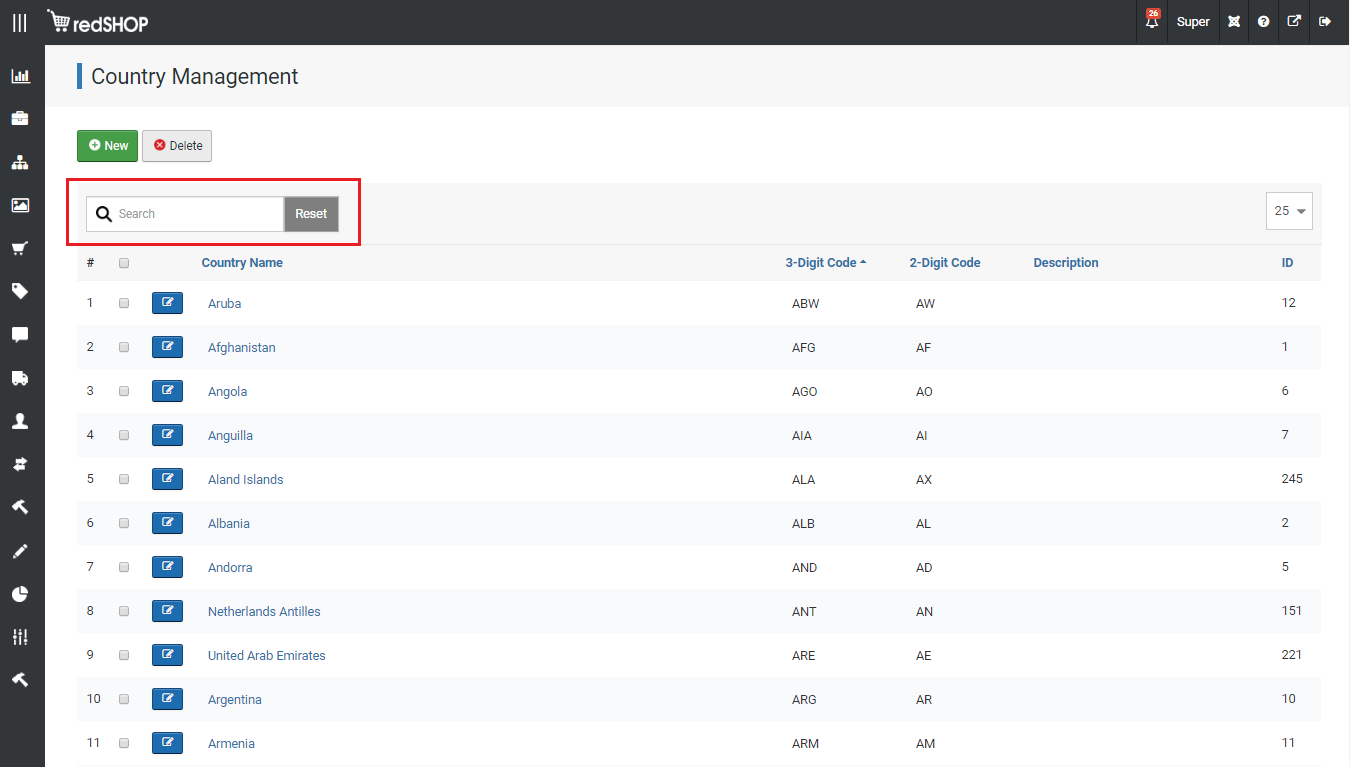 redSHOP
26
Super
Country Management
New
Delete
Search
Reset
25
# Country Name 3-Digit Code 2-Digit Code Description ID
1 Aruba ABW AW 12
2 Afghanistan AFG AF 1
3 Angola AGO AO 6
4 Anguilla AIA AI 7
5 Aland Islands ALA AX 245
6 Albania ALB AL 2
7 Andorra AND AD 5
8 Netherlands Antilles ANT AN 151
9 United Arab Emirates ARE AE 221
10 Argentina ARG AR 10
11 Armenia ARM AM 11